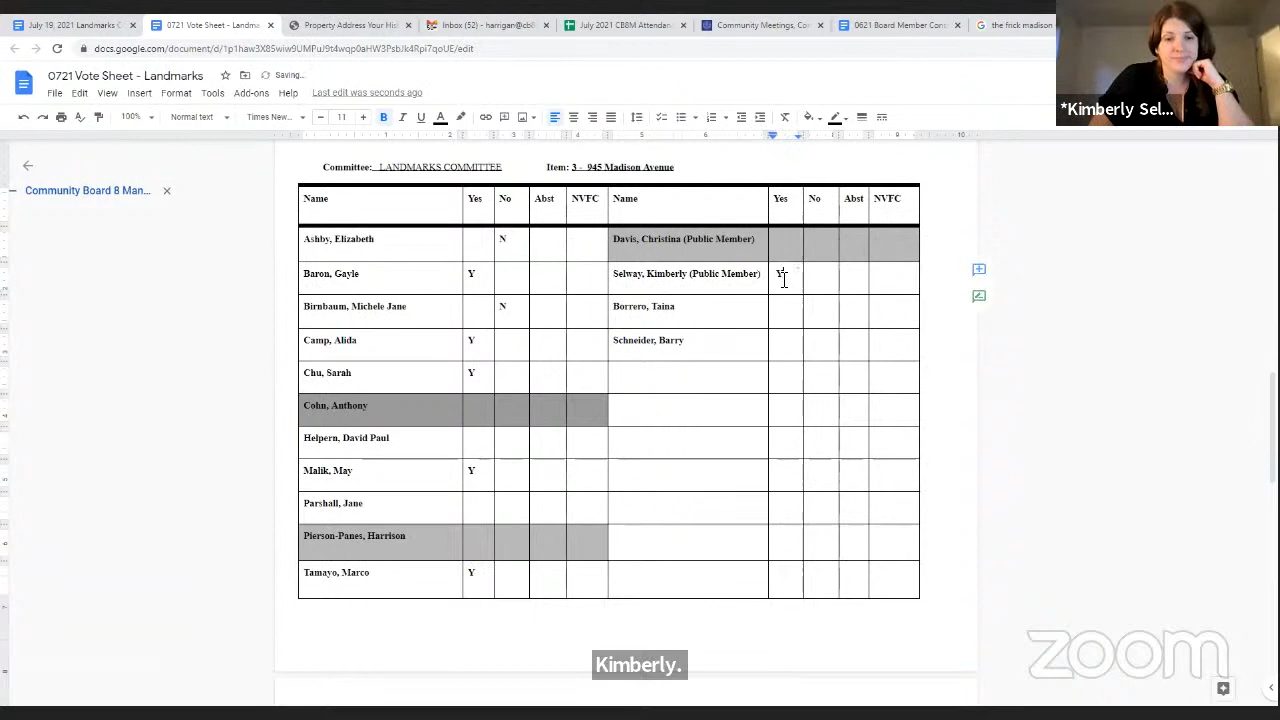 July 19, 2021 Landmarks C
0721 Vote Sheet - Landmarks
Property Address Your His
Inbox (52) - harrigan@cb8
July 2021 CB8M Attendan
Community Meetings, Co
0621 Board Member Con
the frick madison
docs.google.com/document/d/
/edit
0721 Vote Sheet - Landmarks
Saving...
File Edit View Insert Format Tools Add-ons Help Last edit was seconds ago
100% Normal text Times New... 11
*Kimberly Sel...
Community Board 8 Man...
Committee: LANDMARKS COMMITTEE Item: 3 - 945 Madison Avenue
Name Yes No Abst NVFC Name Yes No Abst NVFC
Ashby, Elizabeth N Davis, Christina (Public Member)
Baron, Gayle Y Selway, Kimberly (Public Member) Y
Birnbaum, Michele Jane N Borrero, Taina
Camp, Alida Y Schneider, Barry
Chu, Sarah Y
Cohn, Anthony
Helpern, David Paul
Malik, May Y
Parshall, Jane
Pierson-Panes, Harrison
Tamayo, Marco Y
Kimberly.
zoom